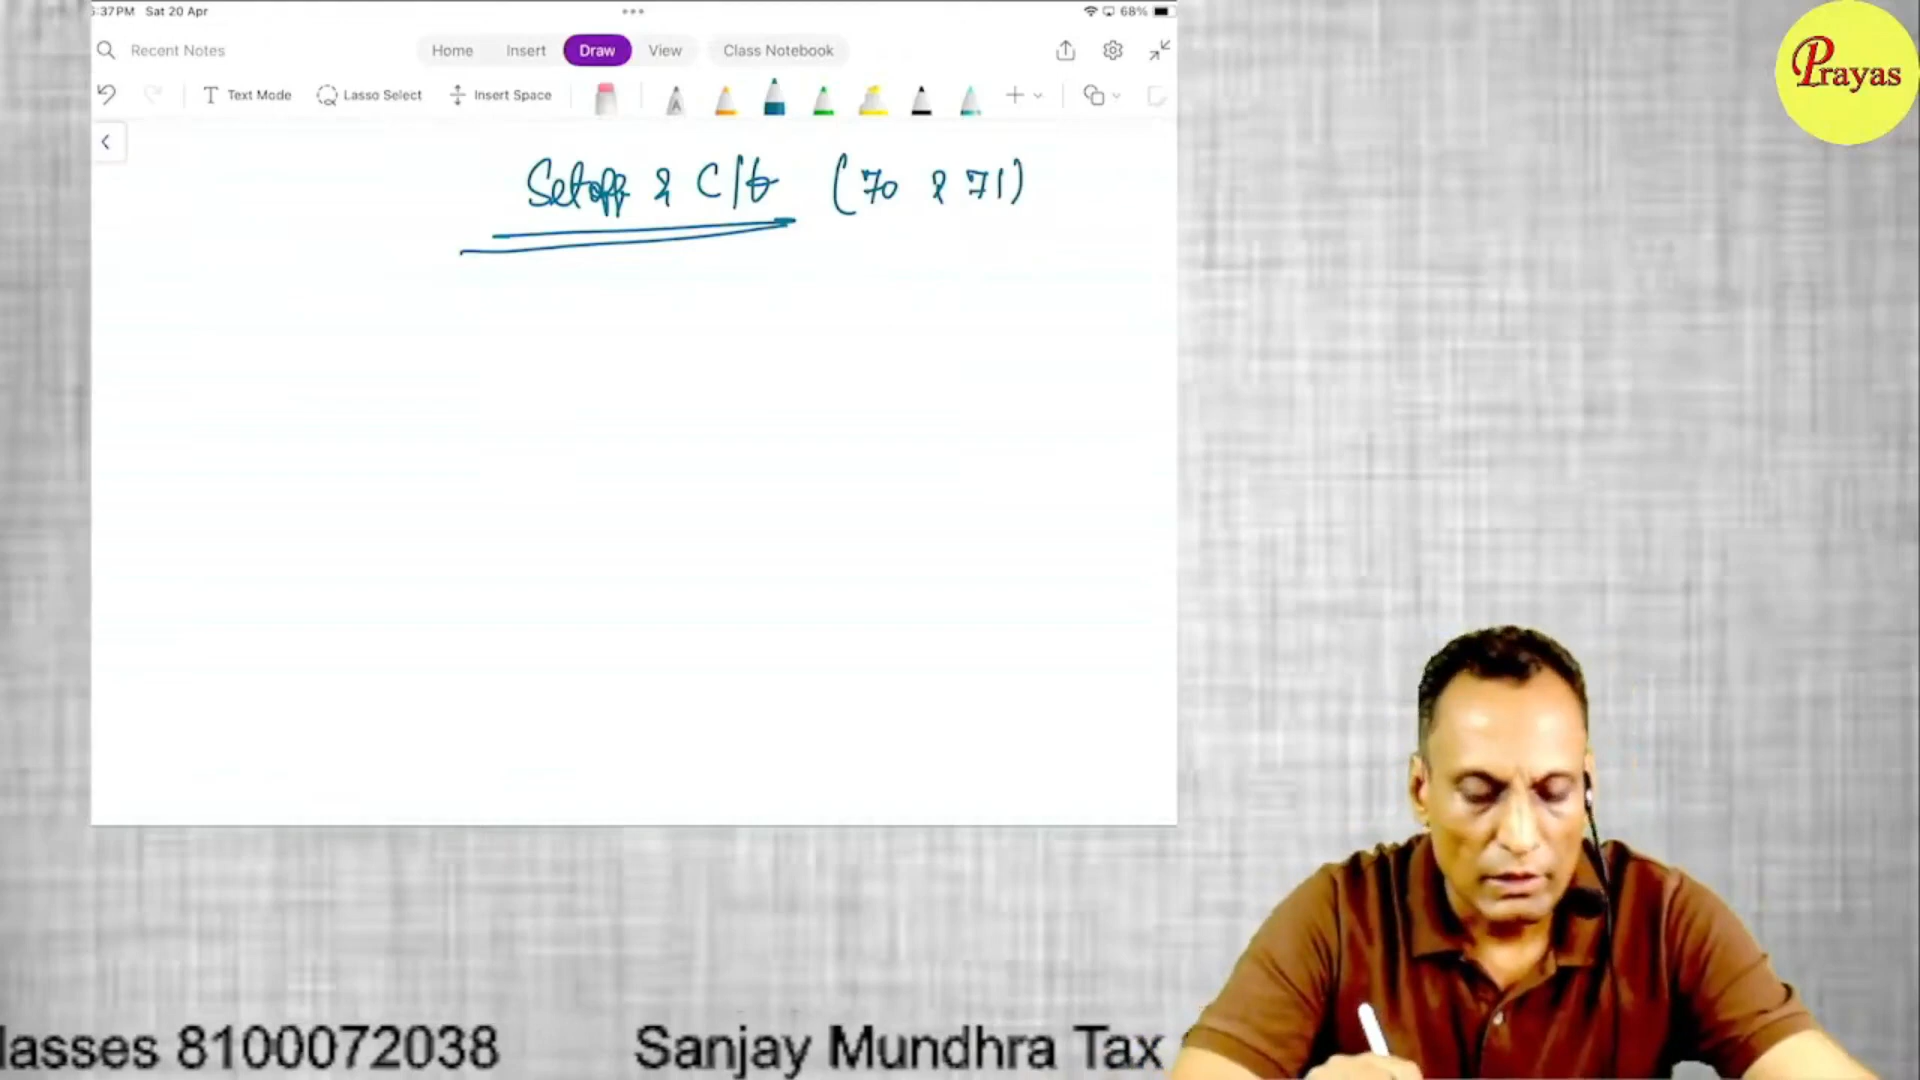 :37PM Sat 20 Apr
68%
Recent Notes
Home Insert Draw View Class Notebook
Text Mode Lasso Select Insert Space
A
Prayas
Setoff & C/f (70 & 71)
lasses 8100072038 Sanjay Mundhra Tax